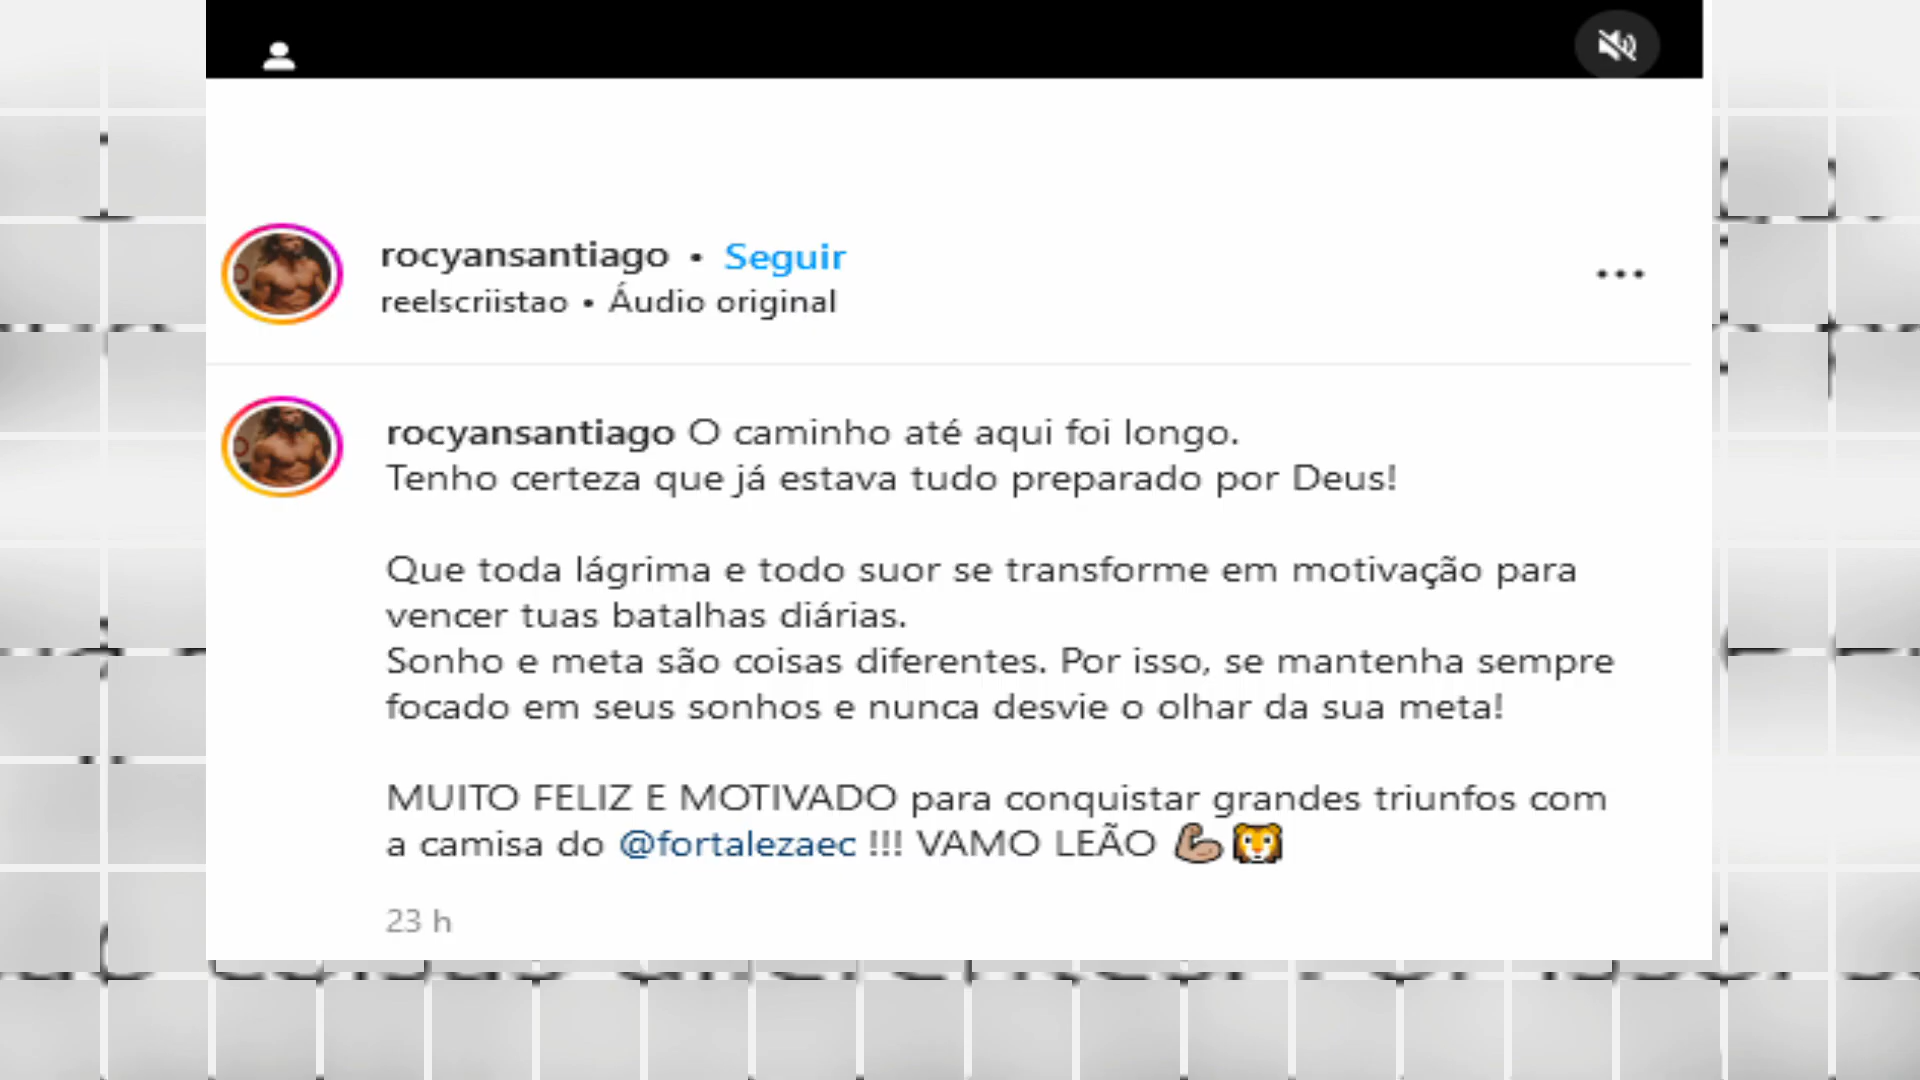 rocyansantiago • Seguir
reelscriistao • Áudio original
rocyansantiago O caminho até aqui foi longo.
Tenho certeza que já estava tudo preparado por Deus!
Que toda lágrima e todo suor se transforme em motivação para
vencer tuas batalhas diárias.
Sonho e meta são coisas diferentes. Por isso, se mantenha sempre
focado em seus sonhos e nunca desvie o olhar da sua meta!
MUITO FELIZ E MOTIVADO para conquistar grandes triunfos com
a camisa do @fortalezaec !!! VAMO LEÃO 💪🏽🦁
23 h